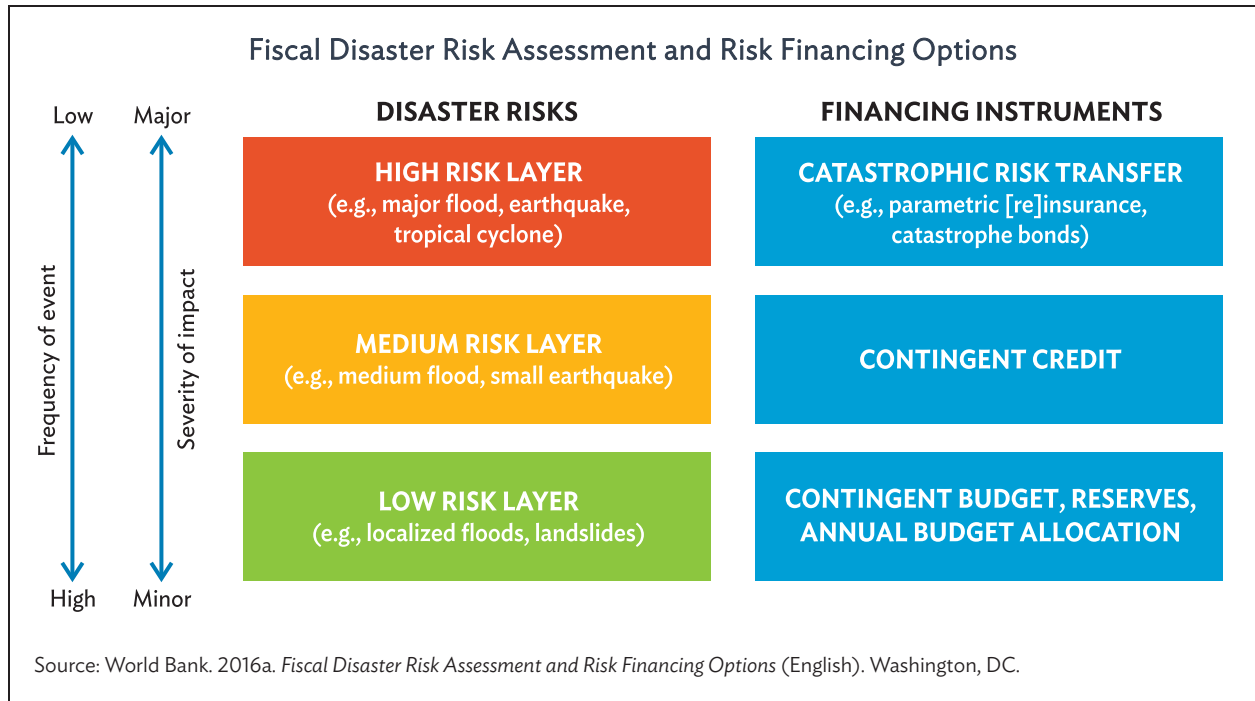 Fiscal Disaster Risk Assessment and Risk Financing Options
Low
Major
Frequency of event
Severity of impact
High
Minor
DISASTER RISKS
HIGH RISK LAYER
(e.g., major flood, earthquake,
tropical cyclone)
MEDIUM RISK LAYER
(e.g., medium flood, small earthquake)
LOW RISK LAYER
(e.g., localized floods, landslides)
FINANCING INSTRUMENTS
CATASTROPHIC RISK TRANSFER
(e.g., parametric [re]insurance,
catastrophe bonds)
CONTINGENT CREDIT
CONTINGENT BUDGET, RESERVES,
ANNUAL BUDGET ALLOCATION
Source: World Bank. 2016a. Fiscal Disaster Risk Assessment and Risk Financing Options (English). Washington, DC.